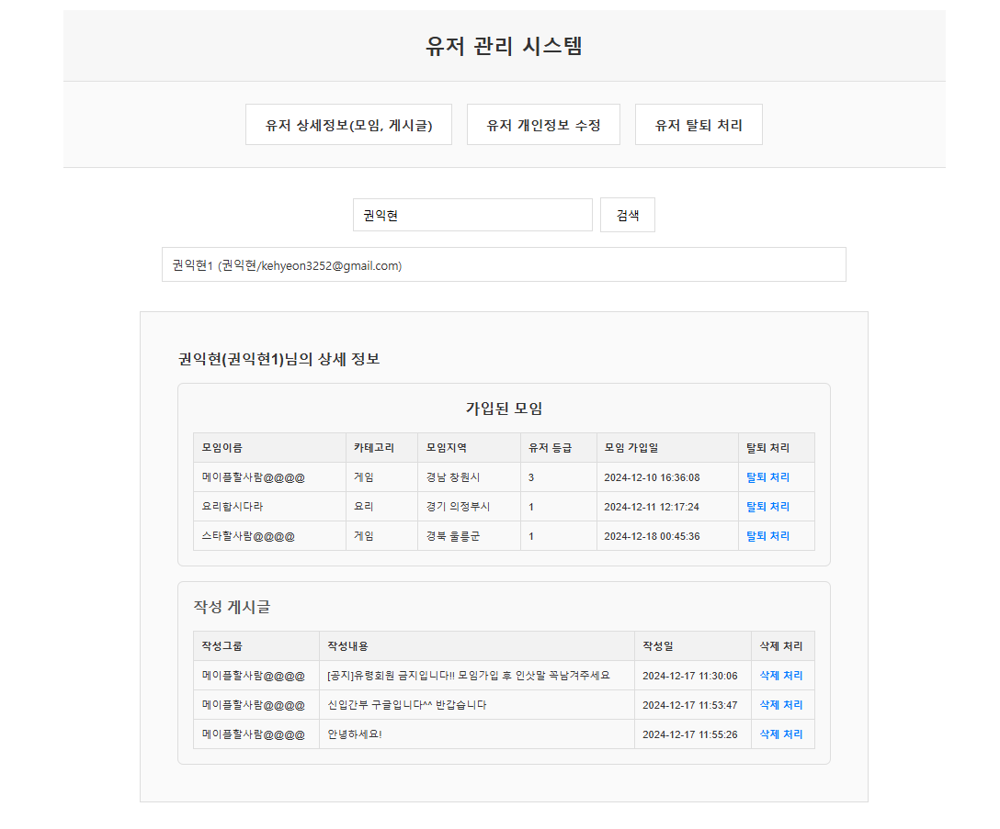 유저 관리 시스템
유저 상세정보(모임, 게시글) 유저 개인정보 수정 유저 탈퇴 처리
권익현 검색
권익현1 (권익현/kehyeon3252@gmail.com)
권익현(권익현1)님의 상세 정보
가입된 모임
모임이름 카테고리 모임지역 유저 등급 모임 가입일 탈퇴 처리
메이플할사람@@@@ 게임 경남 창원시 3 2024-12-10 16:36:08 탈퇴 처리
요리합시다라 요리 경기 의정부시 1 2024-12-11 12:17:24 탈퇴 처리
스타할사람@@@@ 게임 경북 울릉군 1 2024-12-18 00:45:36 탈퇴 처리
작성 게시글
작성그룹 작성내용 작성일 삭제 처리
메이플할사람@@@@ [공지]유령회원 금지입니다!! 모임가입 후 인삿말 꼭남겨주세요 2024-12-17 11:30:06 삭제 처리
메이플할사람@@@@ 신입간부 구글입니다^^ 반갑습니다 2024-12-17 11:53:47 삭제 처리
메이플할사람@@@@ 안녕하세요! 2024-12-17 11:55:26 삭제 처리